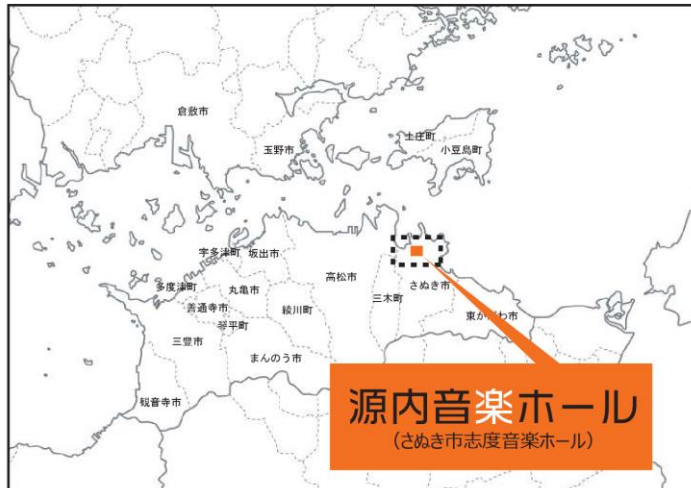 倉敷市
玉野市
土庄町
小豆島町
宇多津町
坂出市
高松市
多度津町
丸亀市
さぬき市
善通寺市
綾川町
三木町
琴平町
東かがわ市
三豊市
まんのう市
観音寺市
源内音楽ホール
(さぬき市志度音楽ホール)